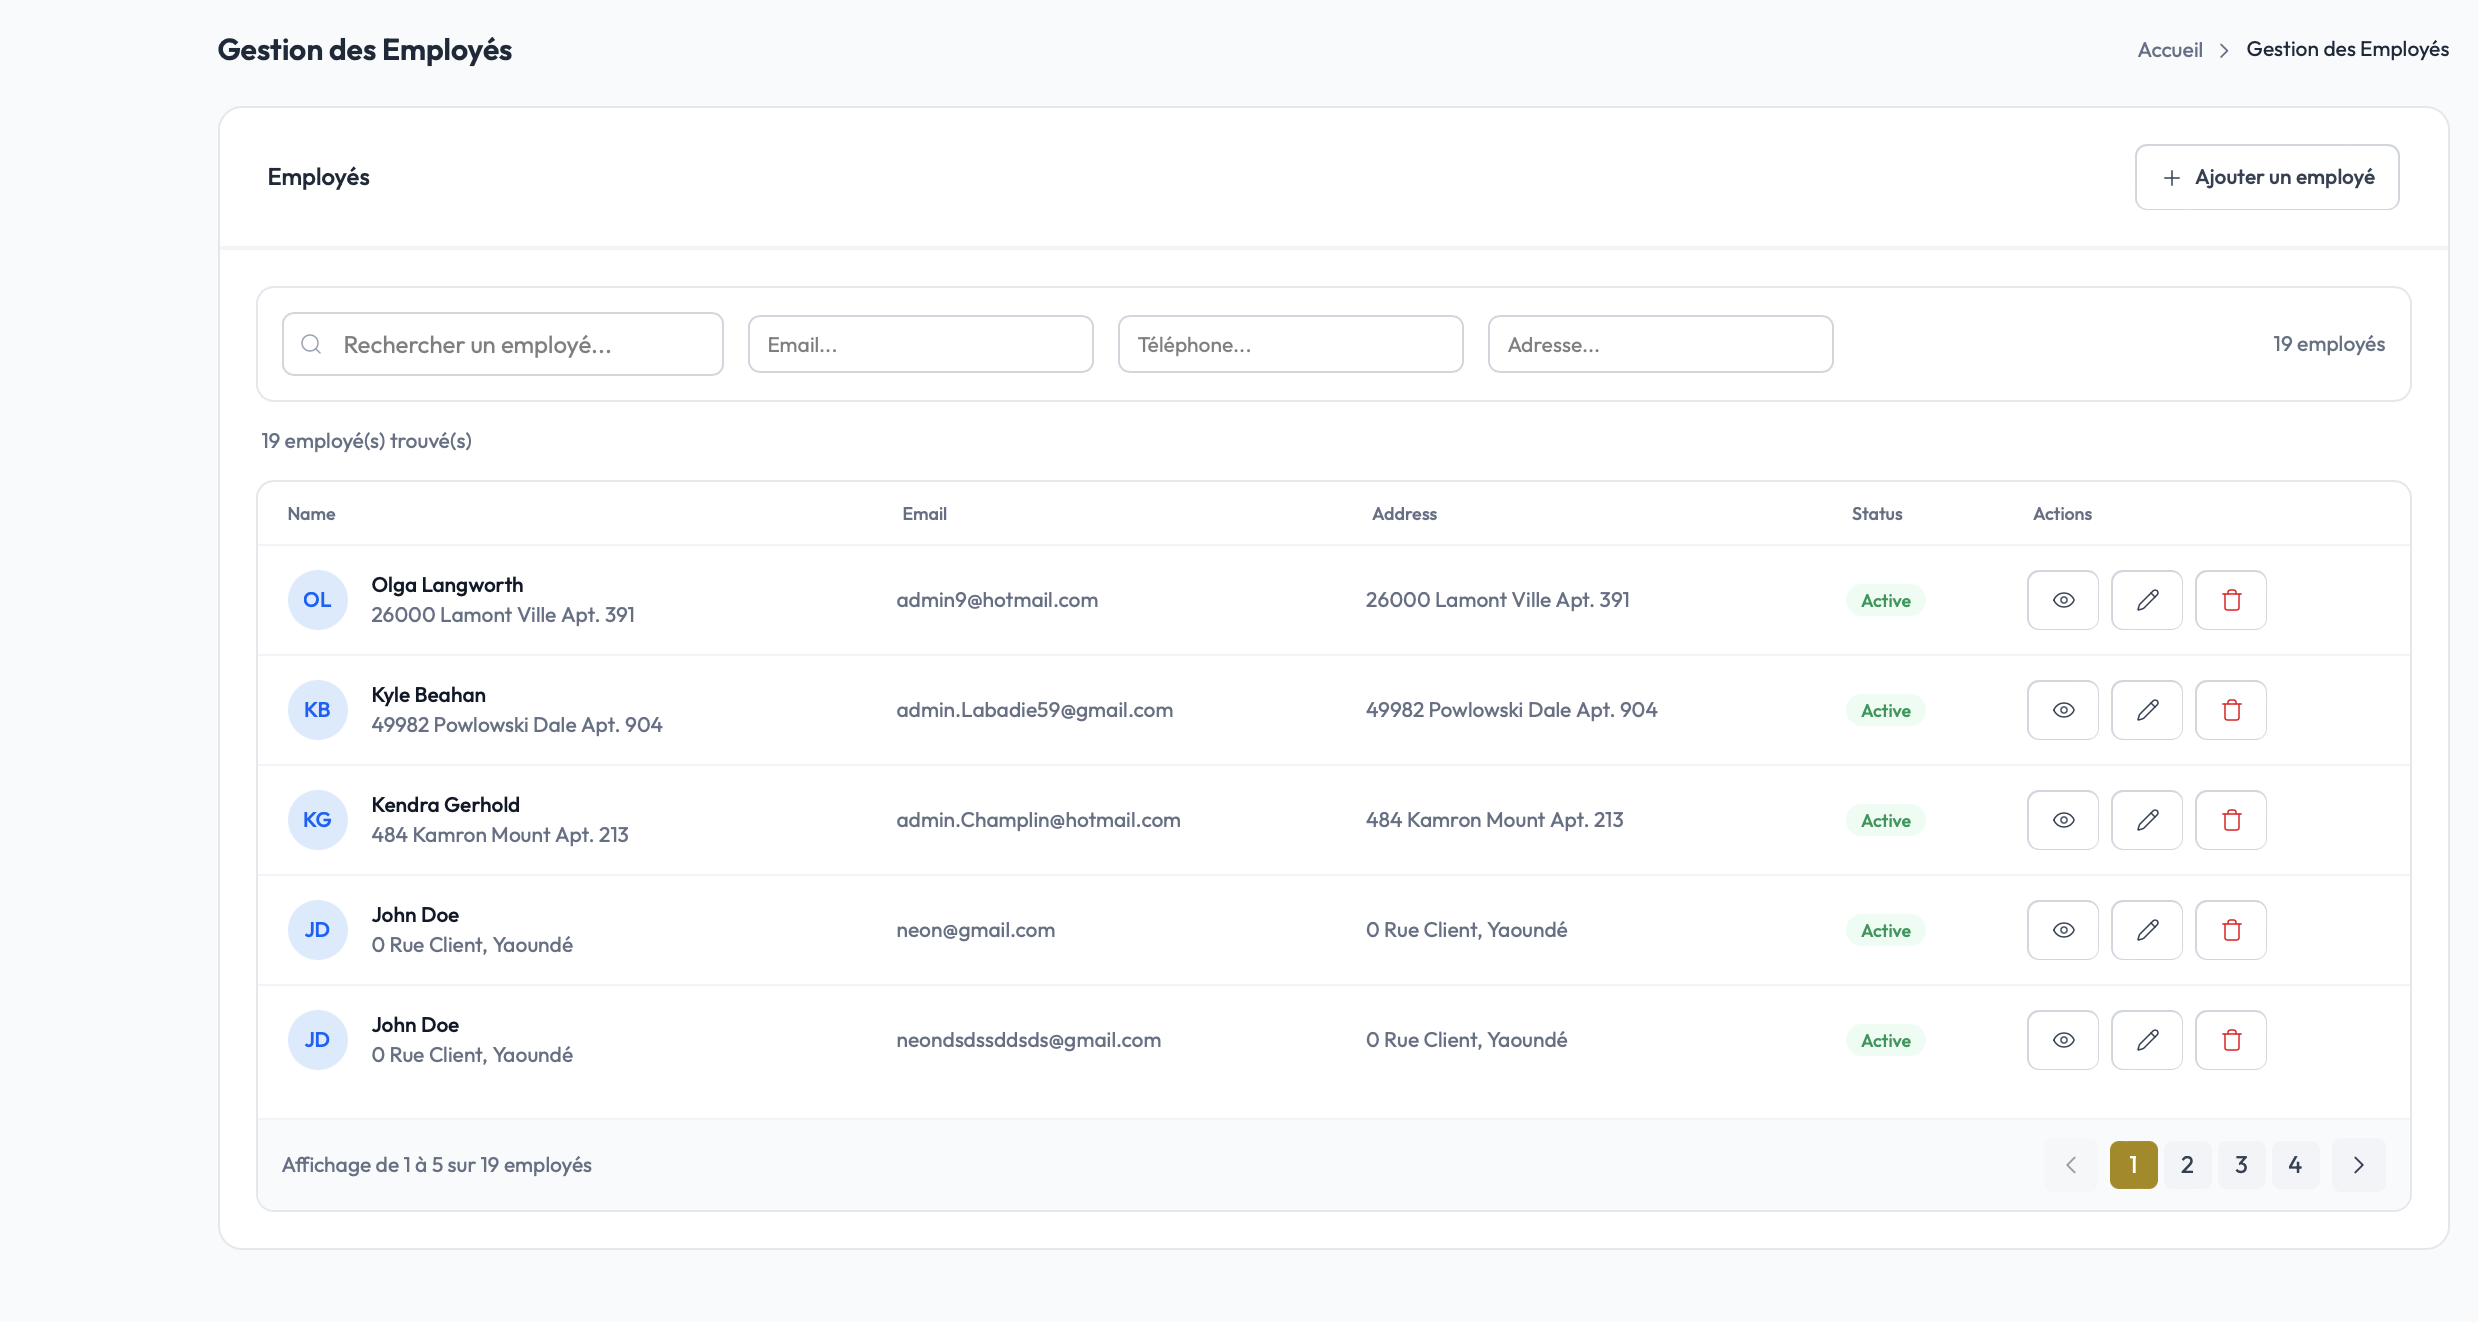 Gestion des Employés
Accueil > Gestion des Employés
Employés
+ Ajouter un employé
Rechercher un employé...
Email...
Téléphone...
Adresse...
19 employés
19 employé(s) trouvé(s)
Name Email Address Status Actions
OL
Olga Langworth
26000 Lamont Ville Apt. 391
admin9@hotmail.com
26000 Lamont Ville Apt. 391
Active
KB
Kyle Beahan
49982 Powlowski Dale Apt. 904
admin.Labadie59@gmail.com
49982 Powlowski Dale Apt. 904
Active
KG
Kendra Gerhold
484 Kamron Mount Apt. 213
admin.Champlin@hotmail.com
484 Kamron Mount Apt. 213
Active
JD
John Doe
0 Rue Client, Yaoundé
neon@gmail.com
0 Rue Client, Yaoundé
Active
JD
John Doe
0 Rue Client, Yaoundé
neondsdssddsds@gmail.com
0 Rue Client, Yaoundé
Active
Affichage de 1 à 5 sur 19 employés
1 2 3 4